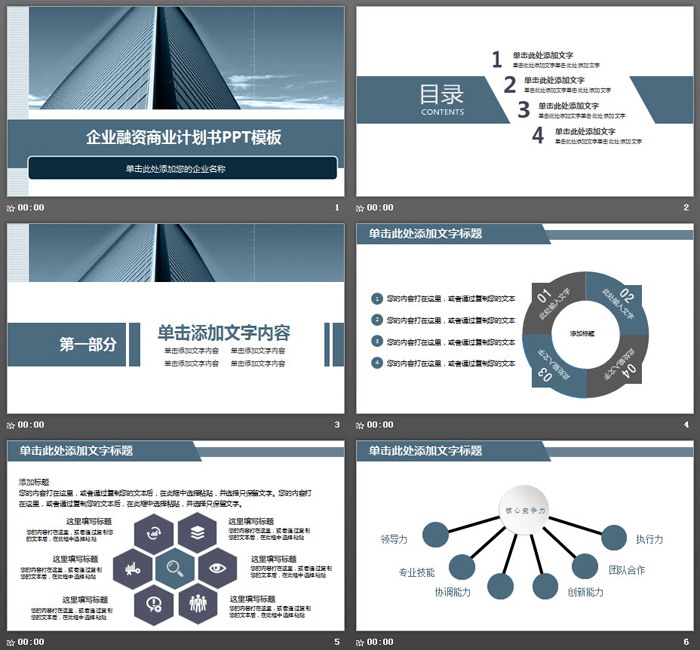 企业融资商业计划书PPT模板
单击此处添加您的企业名称
00:00
1
目录
CONTENTS
1 单击此处添加文字
单击此处添加文字单击此处添加文字
2 单击此处添加文字
单击此处添加文字单击此处添加文字
3 单击此处添加文字
单击此处添加文字单击此处添加文字
4 单击此处添加文字
单击此处添加文字单击此处添加文字
00:00
2
第一部分
单击添加文字内容
单击添加文字内容 单击添加文字内容
单击添加文字内容 单击添加文字内容
00:00
3
单击此处添加文字标题
1 您的内容打在这里，或者通过复制您的文本
2 您的内容打在这里，或者通过复制您的文本
3 您的内容打在这里，或者通过复制您的文本
4 您的内容打在这里，或者通过复制您的文本
01
此处输入文字
02
此处输入文字
添加标题
03
此处输入文字
04
此处输入文字
00:00
4
单击此处添加文字标题
添加标题
您的内容打在这里，或者通过复制您的文本后，在此框中选择粘贴，并选择只保留文字。您的内容打
在这里，或者通过复制您的文本后，在此框中选择粘贴，并选择只保留文字。
这里填写标题
您的内容打在这里，或者通过复制
您的文本后，在此框中选择粘贴
这里填写标题
您的内容打在这里，或者通过复制
您的文本后，在此框中选择粘贴
这里填写标题
您的内容打在这里，或者通过复制
您的文本后，在此框中选择粘贴
这里填写标题
您的内容打在这里，或者通过复制
您的文本后，在此框中选择粘贴
这里填写标题
您的内容打在这里，或者通过复制
您的文本后，在此框中选择粘贴
这里填写标题
您的内容打在这里，或者通过复制
您的文本后，在此框中选择粘贴
00:00
5
单击此处添加文字标题
核心竞争力
领导力
执行力
专业技能
团队合作
协调能力
创新能力
00:00
6